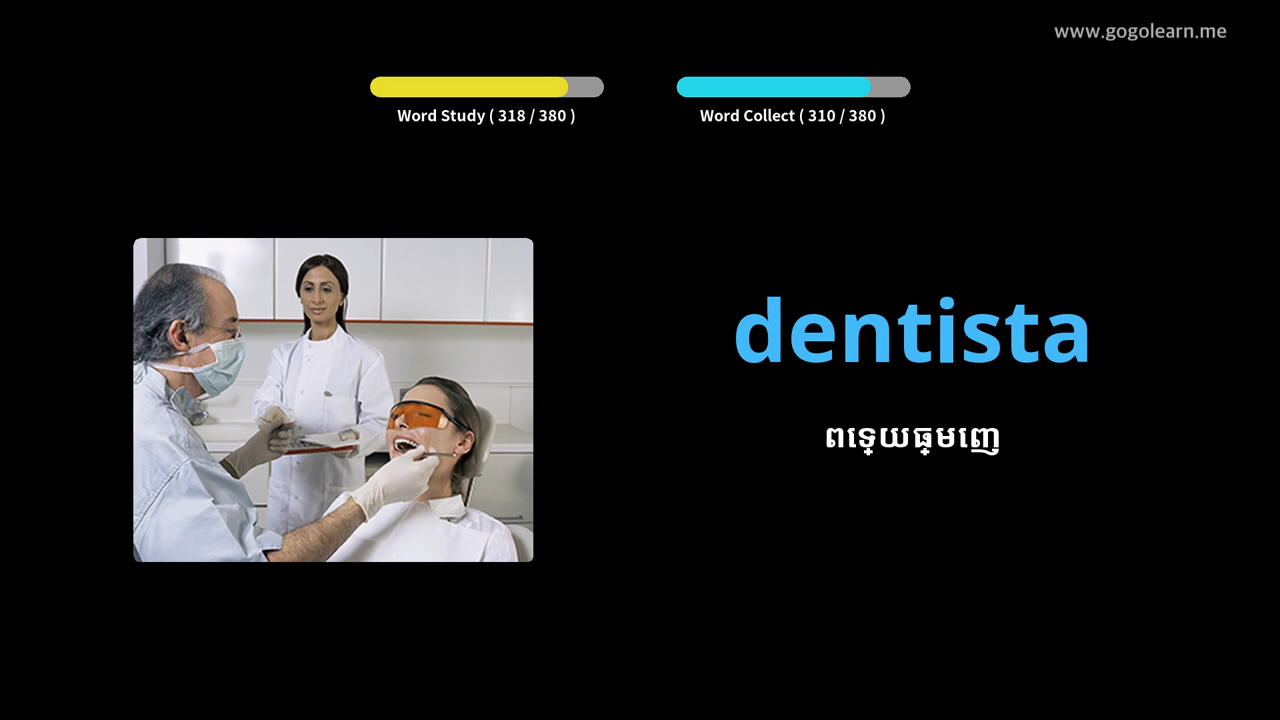 www.gogolearn.me
Word Study ( 318 / 380 )
Word Collect ( 310 / 380 )
dentista
ពទ្យេធ្មេញ